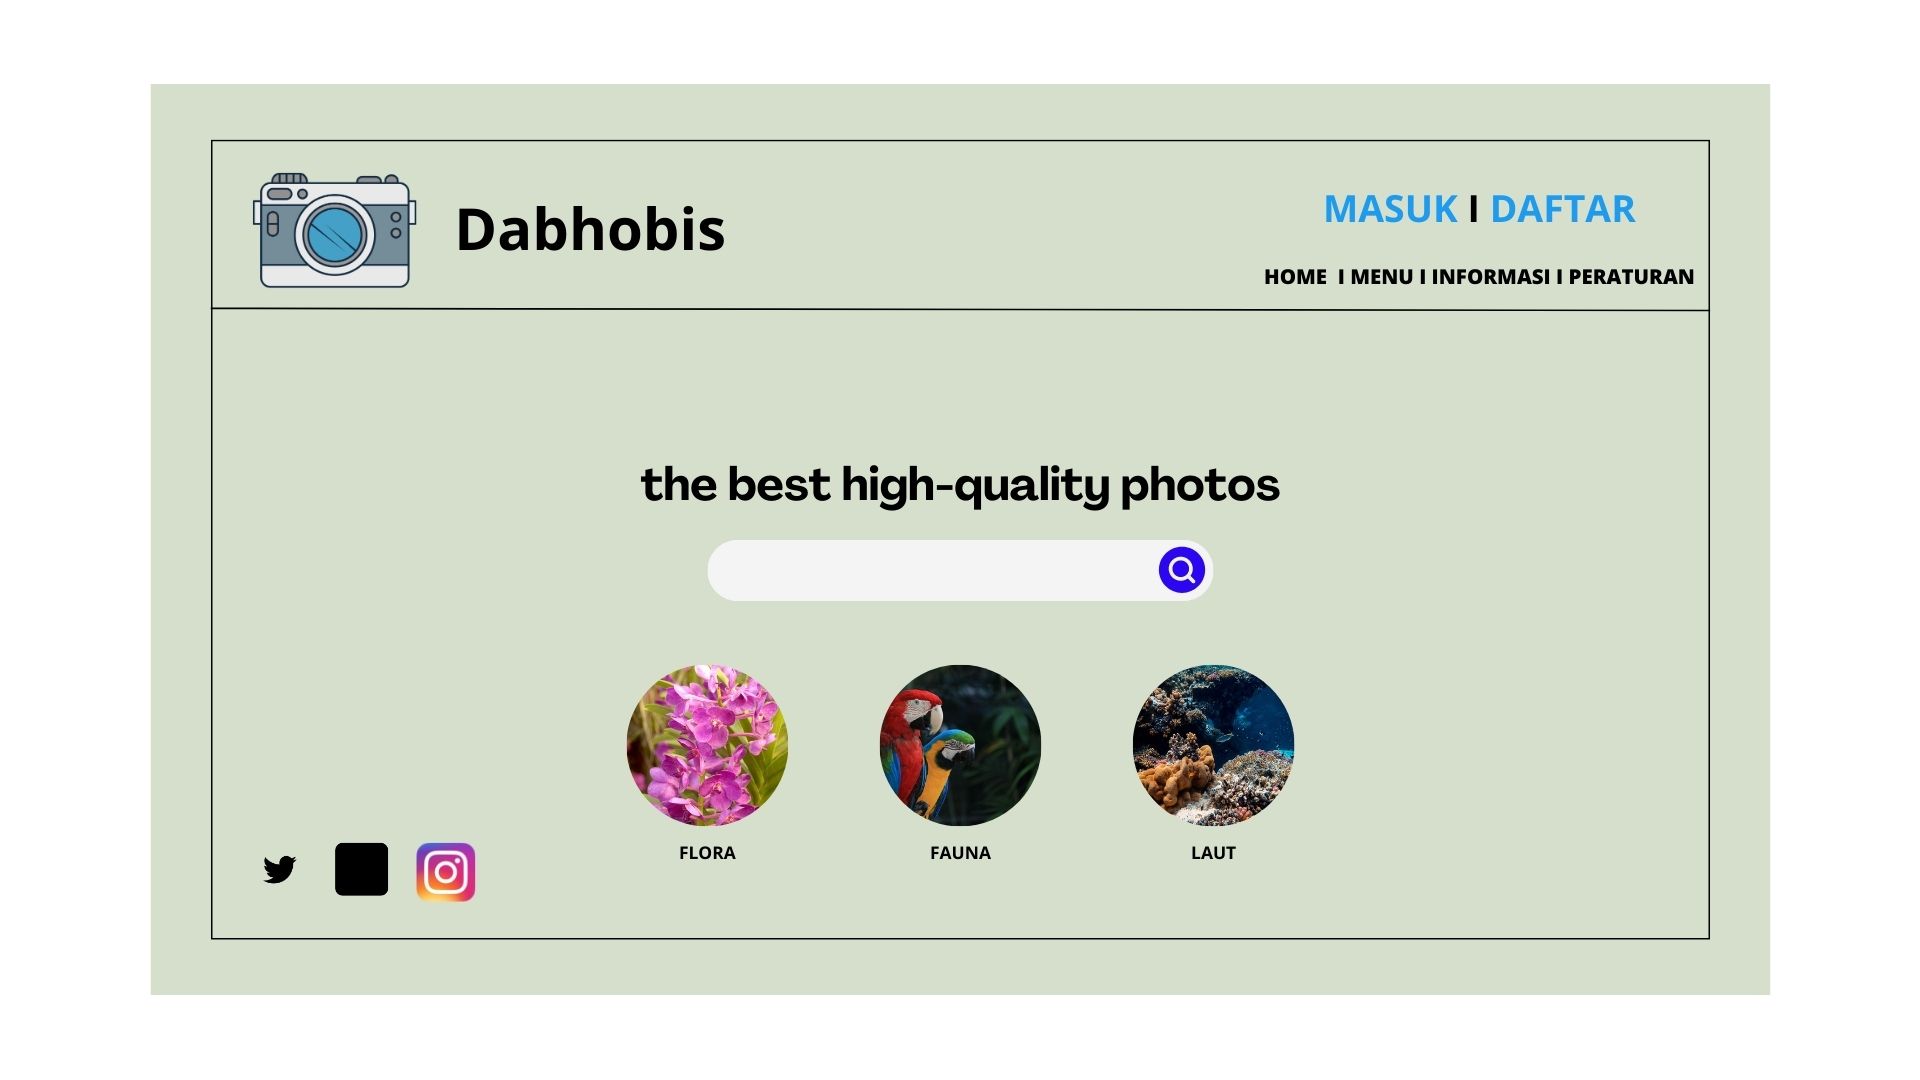 Dabhobis
MASUK I DAFTAR
HOME I MENU I INFORMASI I PERATURAN
the best high-quality photos
FLORA
FAUNA
LAUT